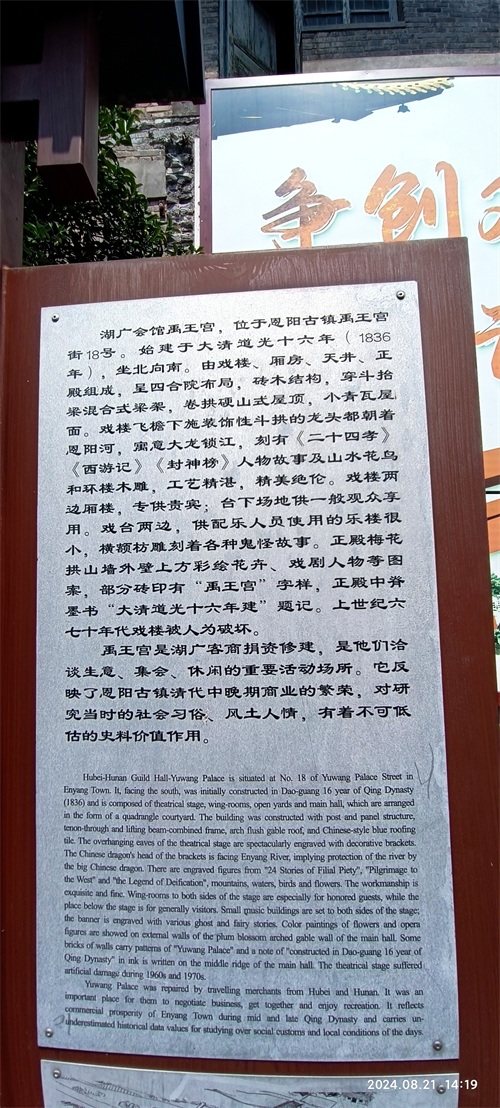 争创
湖广会馆禹王宫，位于恩阳古镇禹王宫
街18号。始建于大清道光十六年（1836
年），坐北向南。由戏楼、厢房、天井、正
殿组成，呈四合院布局，砖木结构，穿斗抬
梁混合式梁架，卷拱硬山式屋顶，小青瓦屋
面。戏楼飞檐下施装饰性斗拱的龙头都朝着
恩阳河，寓意大龙锁江，刻有《二十四孝》
《西游记》《封神榜》人物故事及山水花鸟
和环楼木雕，工艺精湛，精美绝伦。戏楼两
边厢楼，专供贵宾；台下场地供一般观众享
用。戏台两边，供配乐人员使用的乐楼很
小，横额枋雕刻着各种鬼怪故事。正殿梅花
拱山墙外壁上方彩绘花卉、戏剧人物等图
案，部分砖印有“禹王宫”字样，正殿中脊
墨书“大清道光十六年建”题记。上世纪六
七十年代戏楼被人为破坏。
禹王宫是湖广客商捐资修建，是他们洽
谈生意、集会、休闲的重要活动场所。它反
映了恩阳古镇清代中晚期商业的繁荣，对研
究当时的社会习俗、风土人情，有着不可低
估的史料价值作用。
Hubei-Hunan Guild Hall-Yuwang Palace is situated at No. 18 of Yuwang Palace Street in
Enyang Town. It, facing the south, was initially constructed in Dao-guang 16 year of Qing Dynasty
(1836) and is composed of theatrical stage, wing-rooms, open yards and main hall, which are arranged
in the form of a quadrangle courtyard. The building was constructed with post and panel structure,
tenon-through and lifting beam-combined frame, arch flush gable roof, and Chinese-style blue roofing
tile. The overhanging eaves of the theatrical stage are spectacularly engraved with decorative brackets.
The Chinese dragon's head of the brackets is facing Enyang River, implying protection of the river by
the big Chinese dragon. There are engraved figures from "24 Stories of Filial Piety", "Pilgrimage to
the West" and "the Legend of Deification", mountains, waters, birds and flowers. The workmanship is
exquisite and fine. Wing-rooms to both sides of the stage are especially for honored guests, while the
place below the stage is for generally visitors. Small music buildings are set to both sides of the stage;
the banner is engraved with various ghost and fairy stories. Color paintings of flowers and opera
figures are showed on external walls of the plum blossom arched gable wall of the main hall. Some
bricks of walls carry patterns of "Yuwang Palace" and a note of "constructed in Dao-guang 16 year of
Qing Dynasty" in ink is written on the middle ridge of the main hall. The theatrical stage suffered
artificial damage during 1960s and 1970s.
Yuwang Palace was repaired by travelling merchants from Hubei and Hunan. It was an
important place for them to negotiate business, get together and enjoy recreation. It reflects
commercial prosperity of Enyang Town during mid and late Qing Dynasty and carries un-
underestimated historical data values for studying over social customs and local conditions of the days.
2024.08.21 14:19